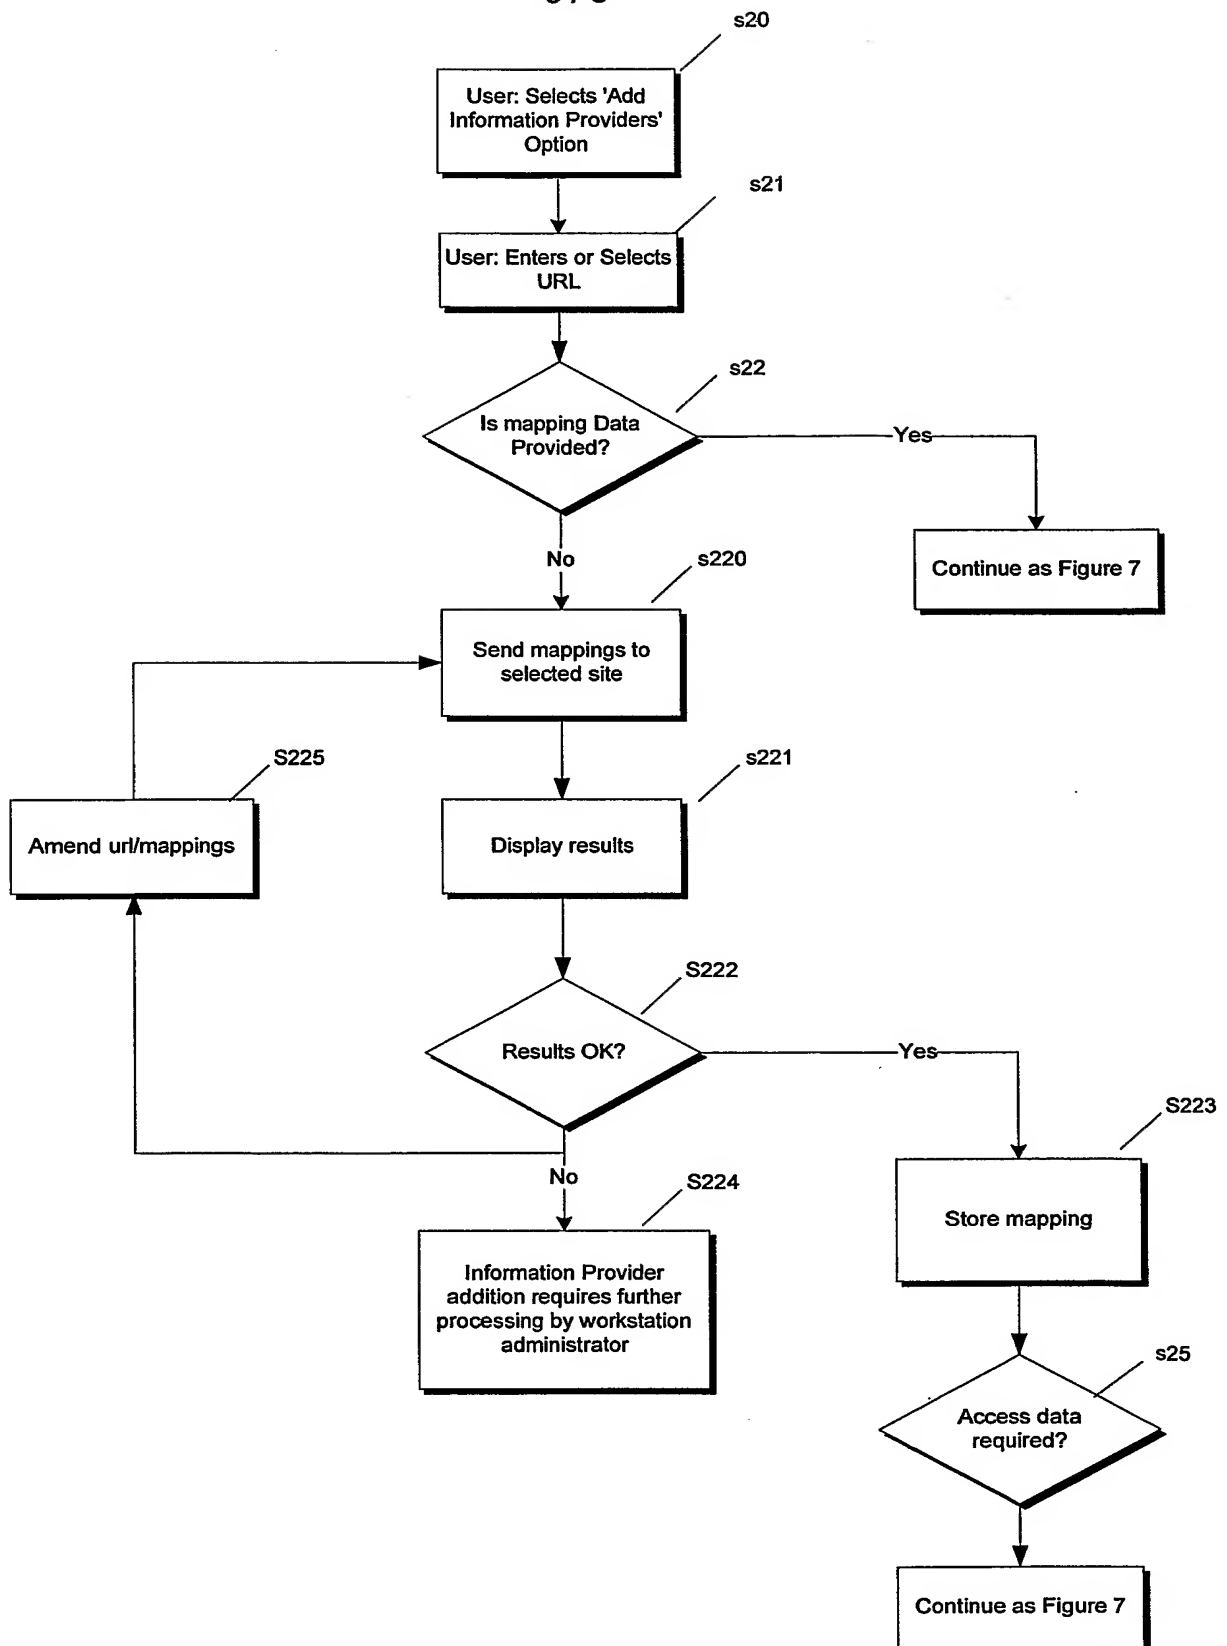 s20
User: Selects 'Add
Information Providers'
Option
s21
User: Enters or Selects
URL
s22
Is mapping Data
Provided?
Yes
Continue as Figure 7
No
s220
Send mappings to
selected site
S225
Amend url/mappings
s221
Display results
S222
Results OK?
Yes
S223
Store mapping
No
S224
Information Provider
addition requires further
processing by workstation
administrator
s25
Access data
required?
Continue as Figure 7